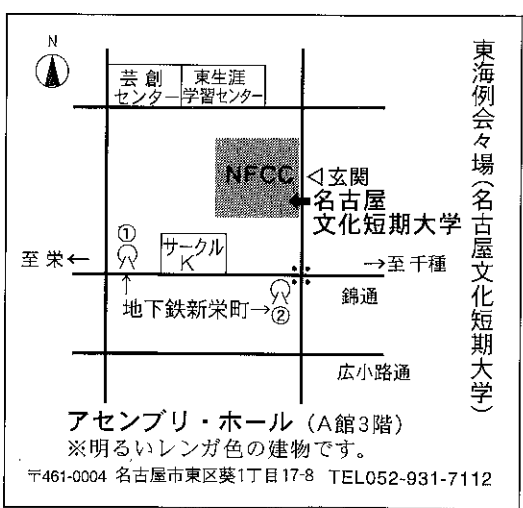 東海例会々場(名古屋文化短期大学)
N
芸創
センター
東生涯
学習センター
NFCC
◁玄関
←名古屋
文化短期大学
①
サークル
K
至栄←
→至千種
地下鉄新栄町→②
錦通
広小路通
アセンブリ・ホール(A館3階)
※明るいレンガ色の建物です。
〒461-0004 名古屋市東区葵1丁目17-8 TEL052-931-7112